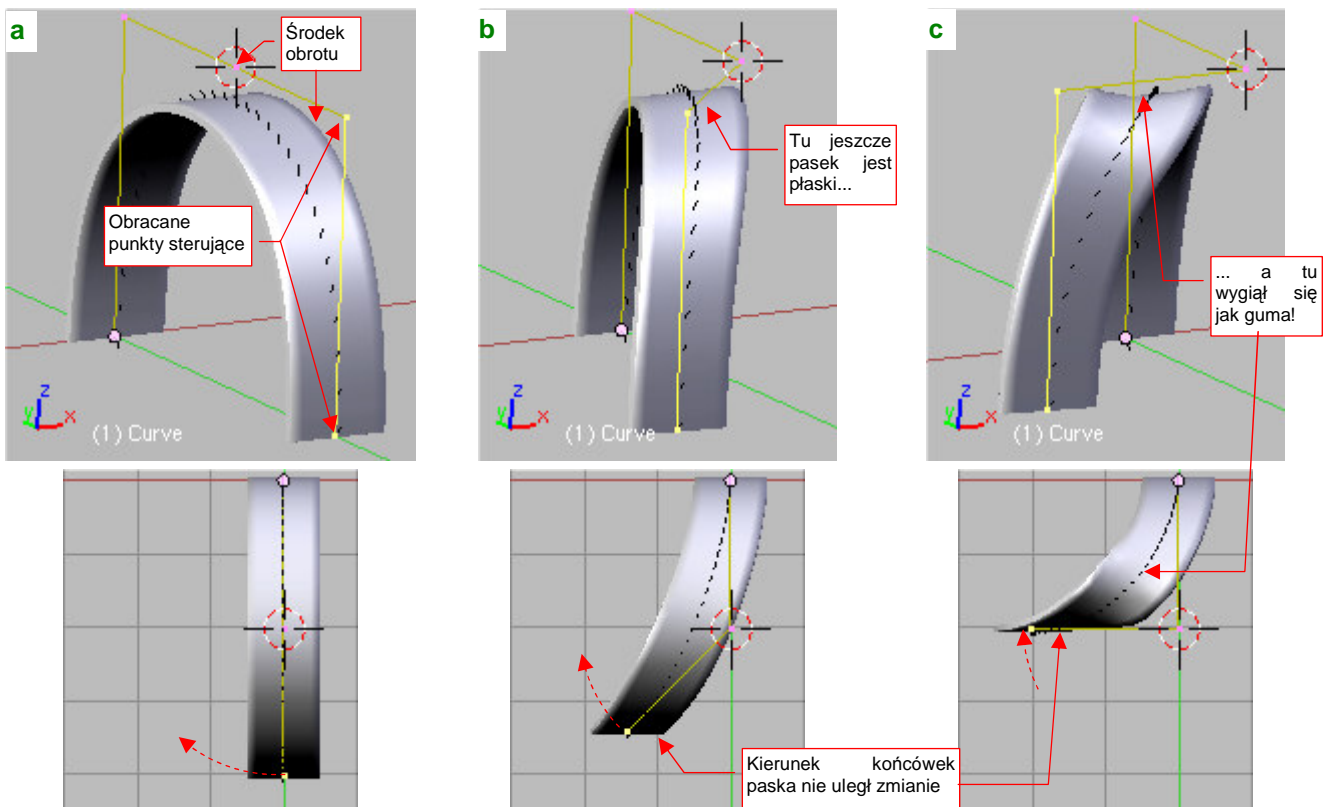 a
Środek
obrotu
Obracane
punkty sterujące
z
y
x
(1) Curve
b
Tu jeszcze
pasek jest
płaski...
z
y
x
(1) Curve
c
... a tu
wygiął się
jak guma!
z
y
x
(1) Curve
Kierunek końcówek
paska nie uległ zmianie